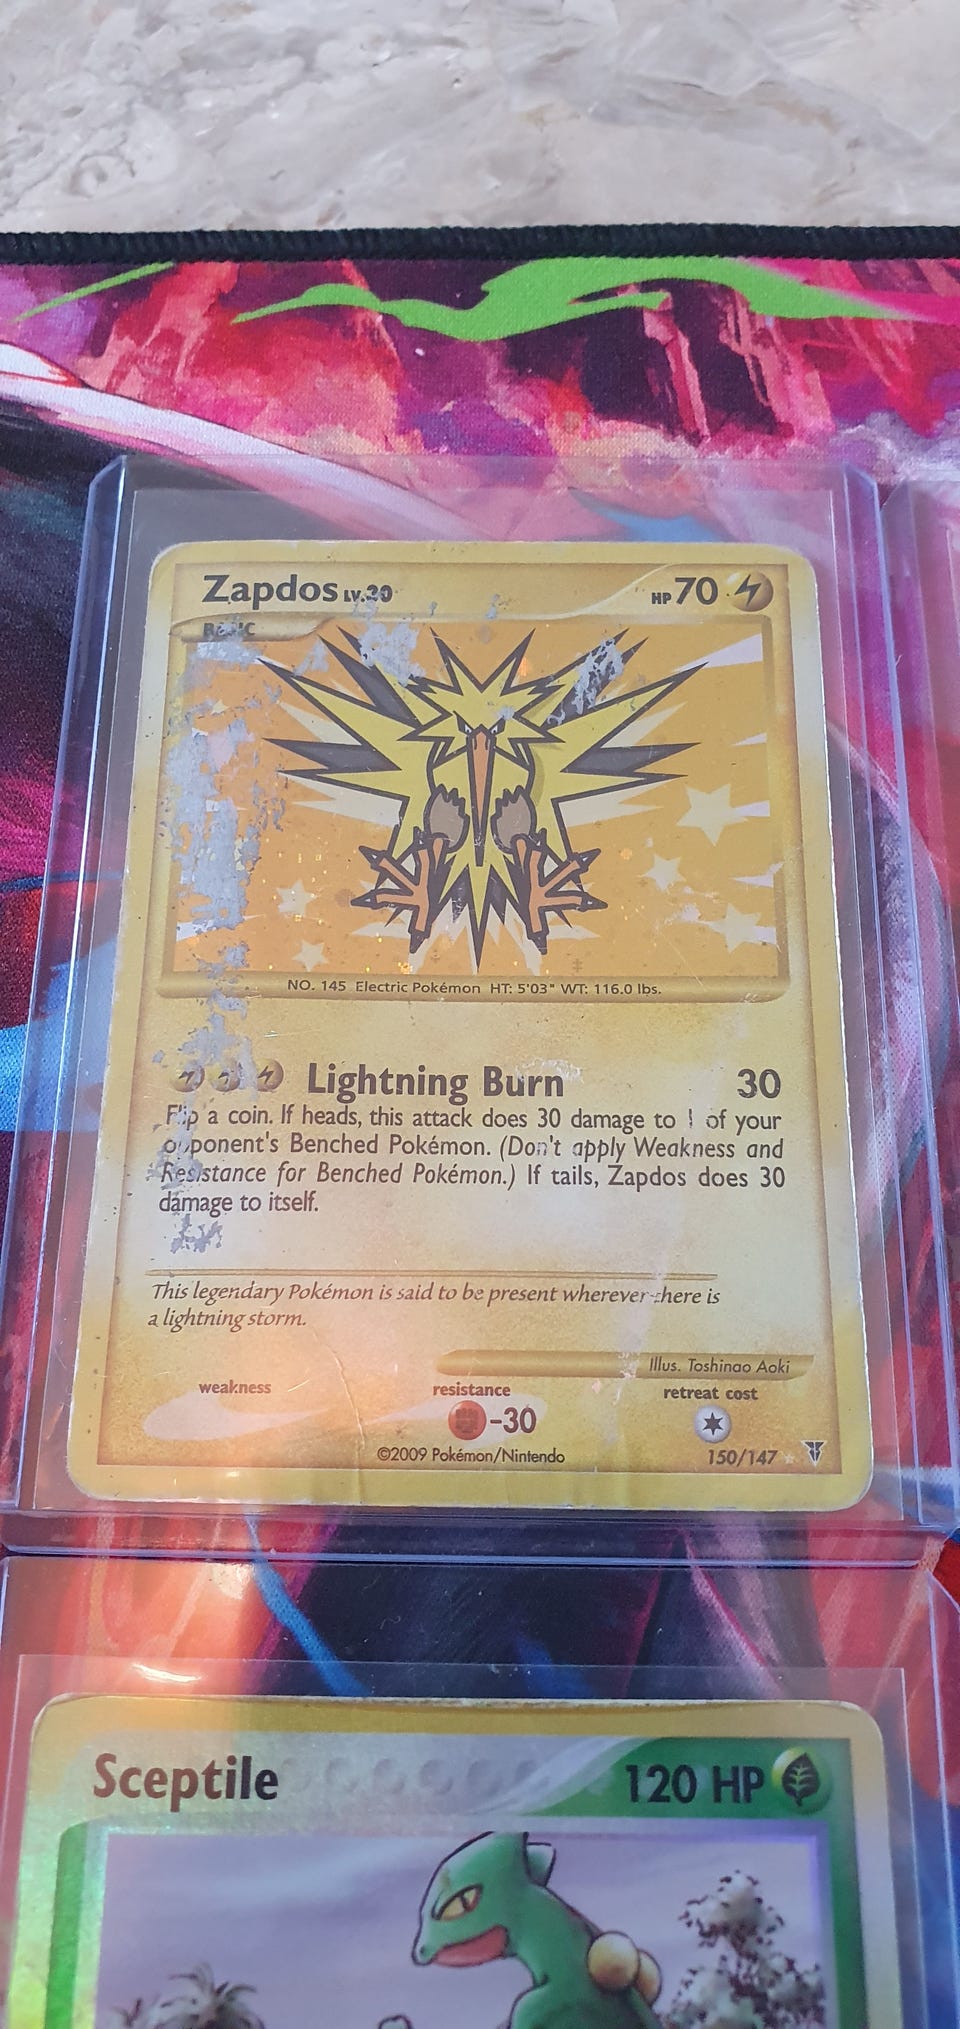 Zapdos LV.30 HP 70
BASIC
NO. 145 Electric Pokémon HT: 5'03" WT: 116.0 lbs.
Lightning Burn 30
Flip a coin. If heads, this attack does 30 damage to 1 of your
opponent's Benched Pokémon. (Don't apply Weakness and
Resistance for Benched Pokémon.) If tails, Zapdos does 30
damage to itself.
This legendary Pokémon is said to be present wherever there is
a lightning storm.
Illus. Toshinao Aoki
weakness resistance retreat cost
-30
©2009 Pokémon/Nintendo 150/147
Sceptile 120 HP